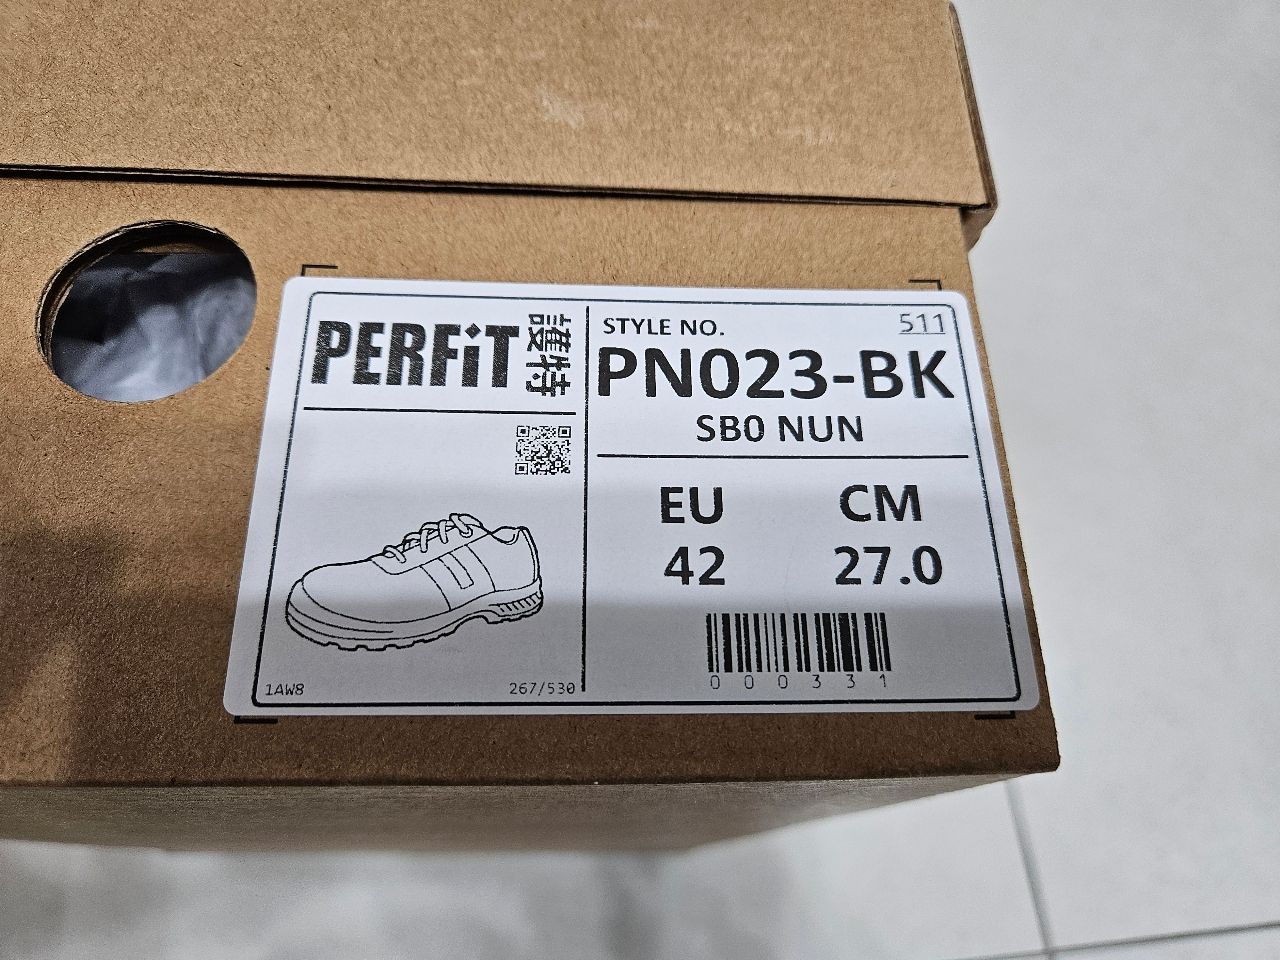 PERFiT 護特
STYLE NO. 511
PN023-BK
SB0 NUN
EU CM
42 27.0
000331
1AW8 267/530